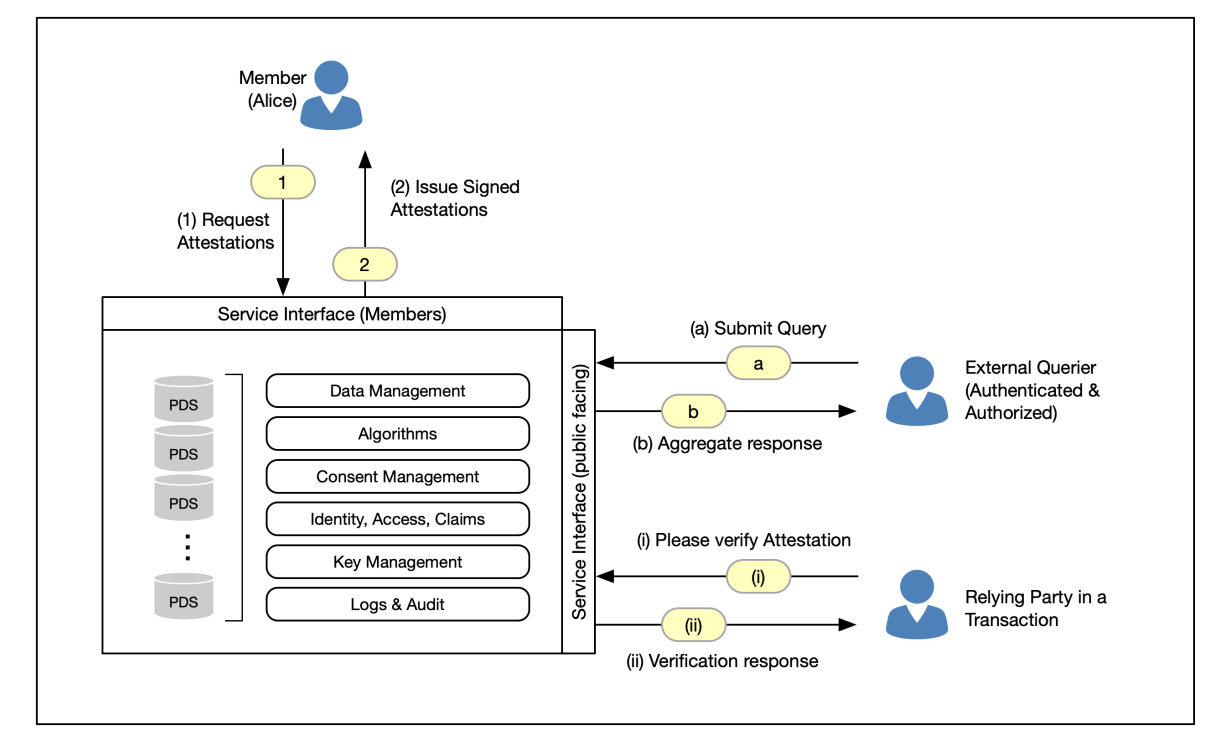 Member
(Alice)
1
(1) Request
Attestations
(2) Issue Signed
Attestations
2
Service Interface (Members)
PDS
PDS
PDS
⋮
PDS
Data Management
Algorithms
Consent Management
Identity, Access, Claims
Key Management
Logs & Audit
Service Interface (public facing)
(a) Submit Query
a
b
(b) Aggregate response
External Querier
(Authenticated &
Authorized)
(i) Please verify Attestation
(i)
(ii)
(ii) Verification response
Relying Party in a
Transaction